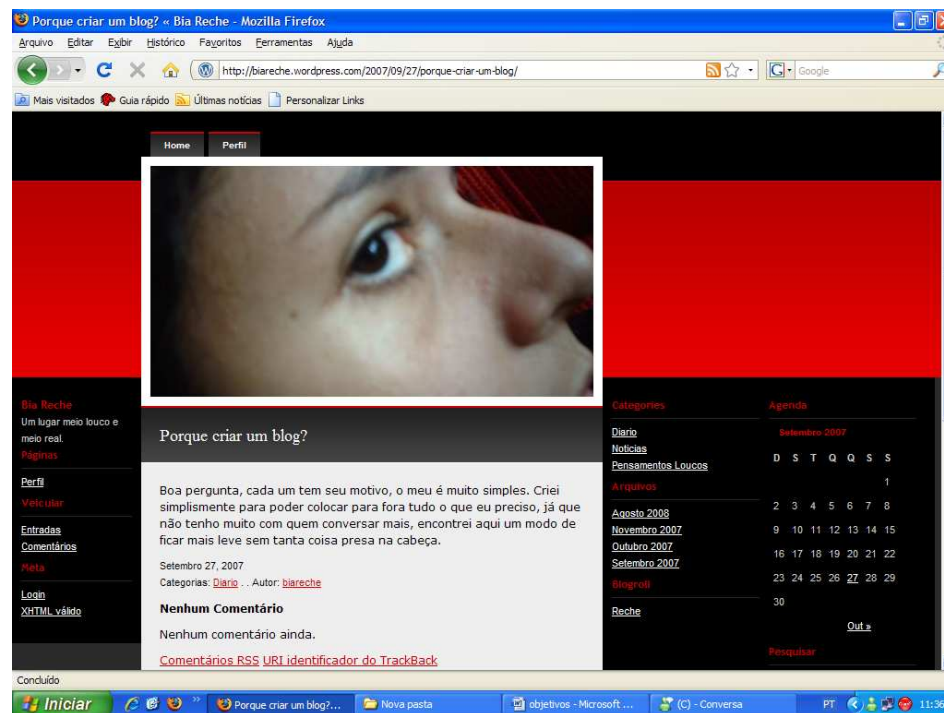 Porque criar um blog? « Bia Reche - Mozilla Firefox
Arquivo Editar Exibir Histórico Favoritos Ferramentas Ajuda
http://biareche.wordpress.com/2007/09/27/porque-criar-um-blog/
Google
Mais visitados Guia rápido Últimas notícias Personalizar Links
Home Perfil
Bia Reche
Um lugar meio louco e
meio real.
Páginas
Perfil
Veicular
Entradas
Comentários
Meta
Login
XHTML válido
Porque criar um blog?
Boa pergunta, cada um tem seu motivo, o meu é muito simples. Criei
simplismente para poder colocar para fora tudo o que eu preciso, já que
não tenho muito com quem conversar mais, encontrei aqui um modo de
ficar mais leve sem tanta coisa presa na cabeça.
Setembro 27, 2007
Categorias: Diario . . Autor: biareche
Nenhum Comentário
Nenhum comentário ainda.
Comentários RSS URI identificador do TrackBack
Categories
Diario
Noticias
Pensamentos Loucos
Arquivos
Agosto 2008
Novembro 2007
Outubro 2007
Setembro 2007
Blogroll
Reche
Agenda
Setembro 2007
D S T Q Q S S
1
2 3 4 5 6 7 8
9 10 11 12 13 14 15
16 17 18 19 20 21 22
23 24 25 26 27 28 29
30
Out »
Pesquisar
Concluído
Iniciar Porque criar um blog?... Nova pasta objetivos - Microsoft ... (C) - Conversa PT 11:36